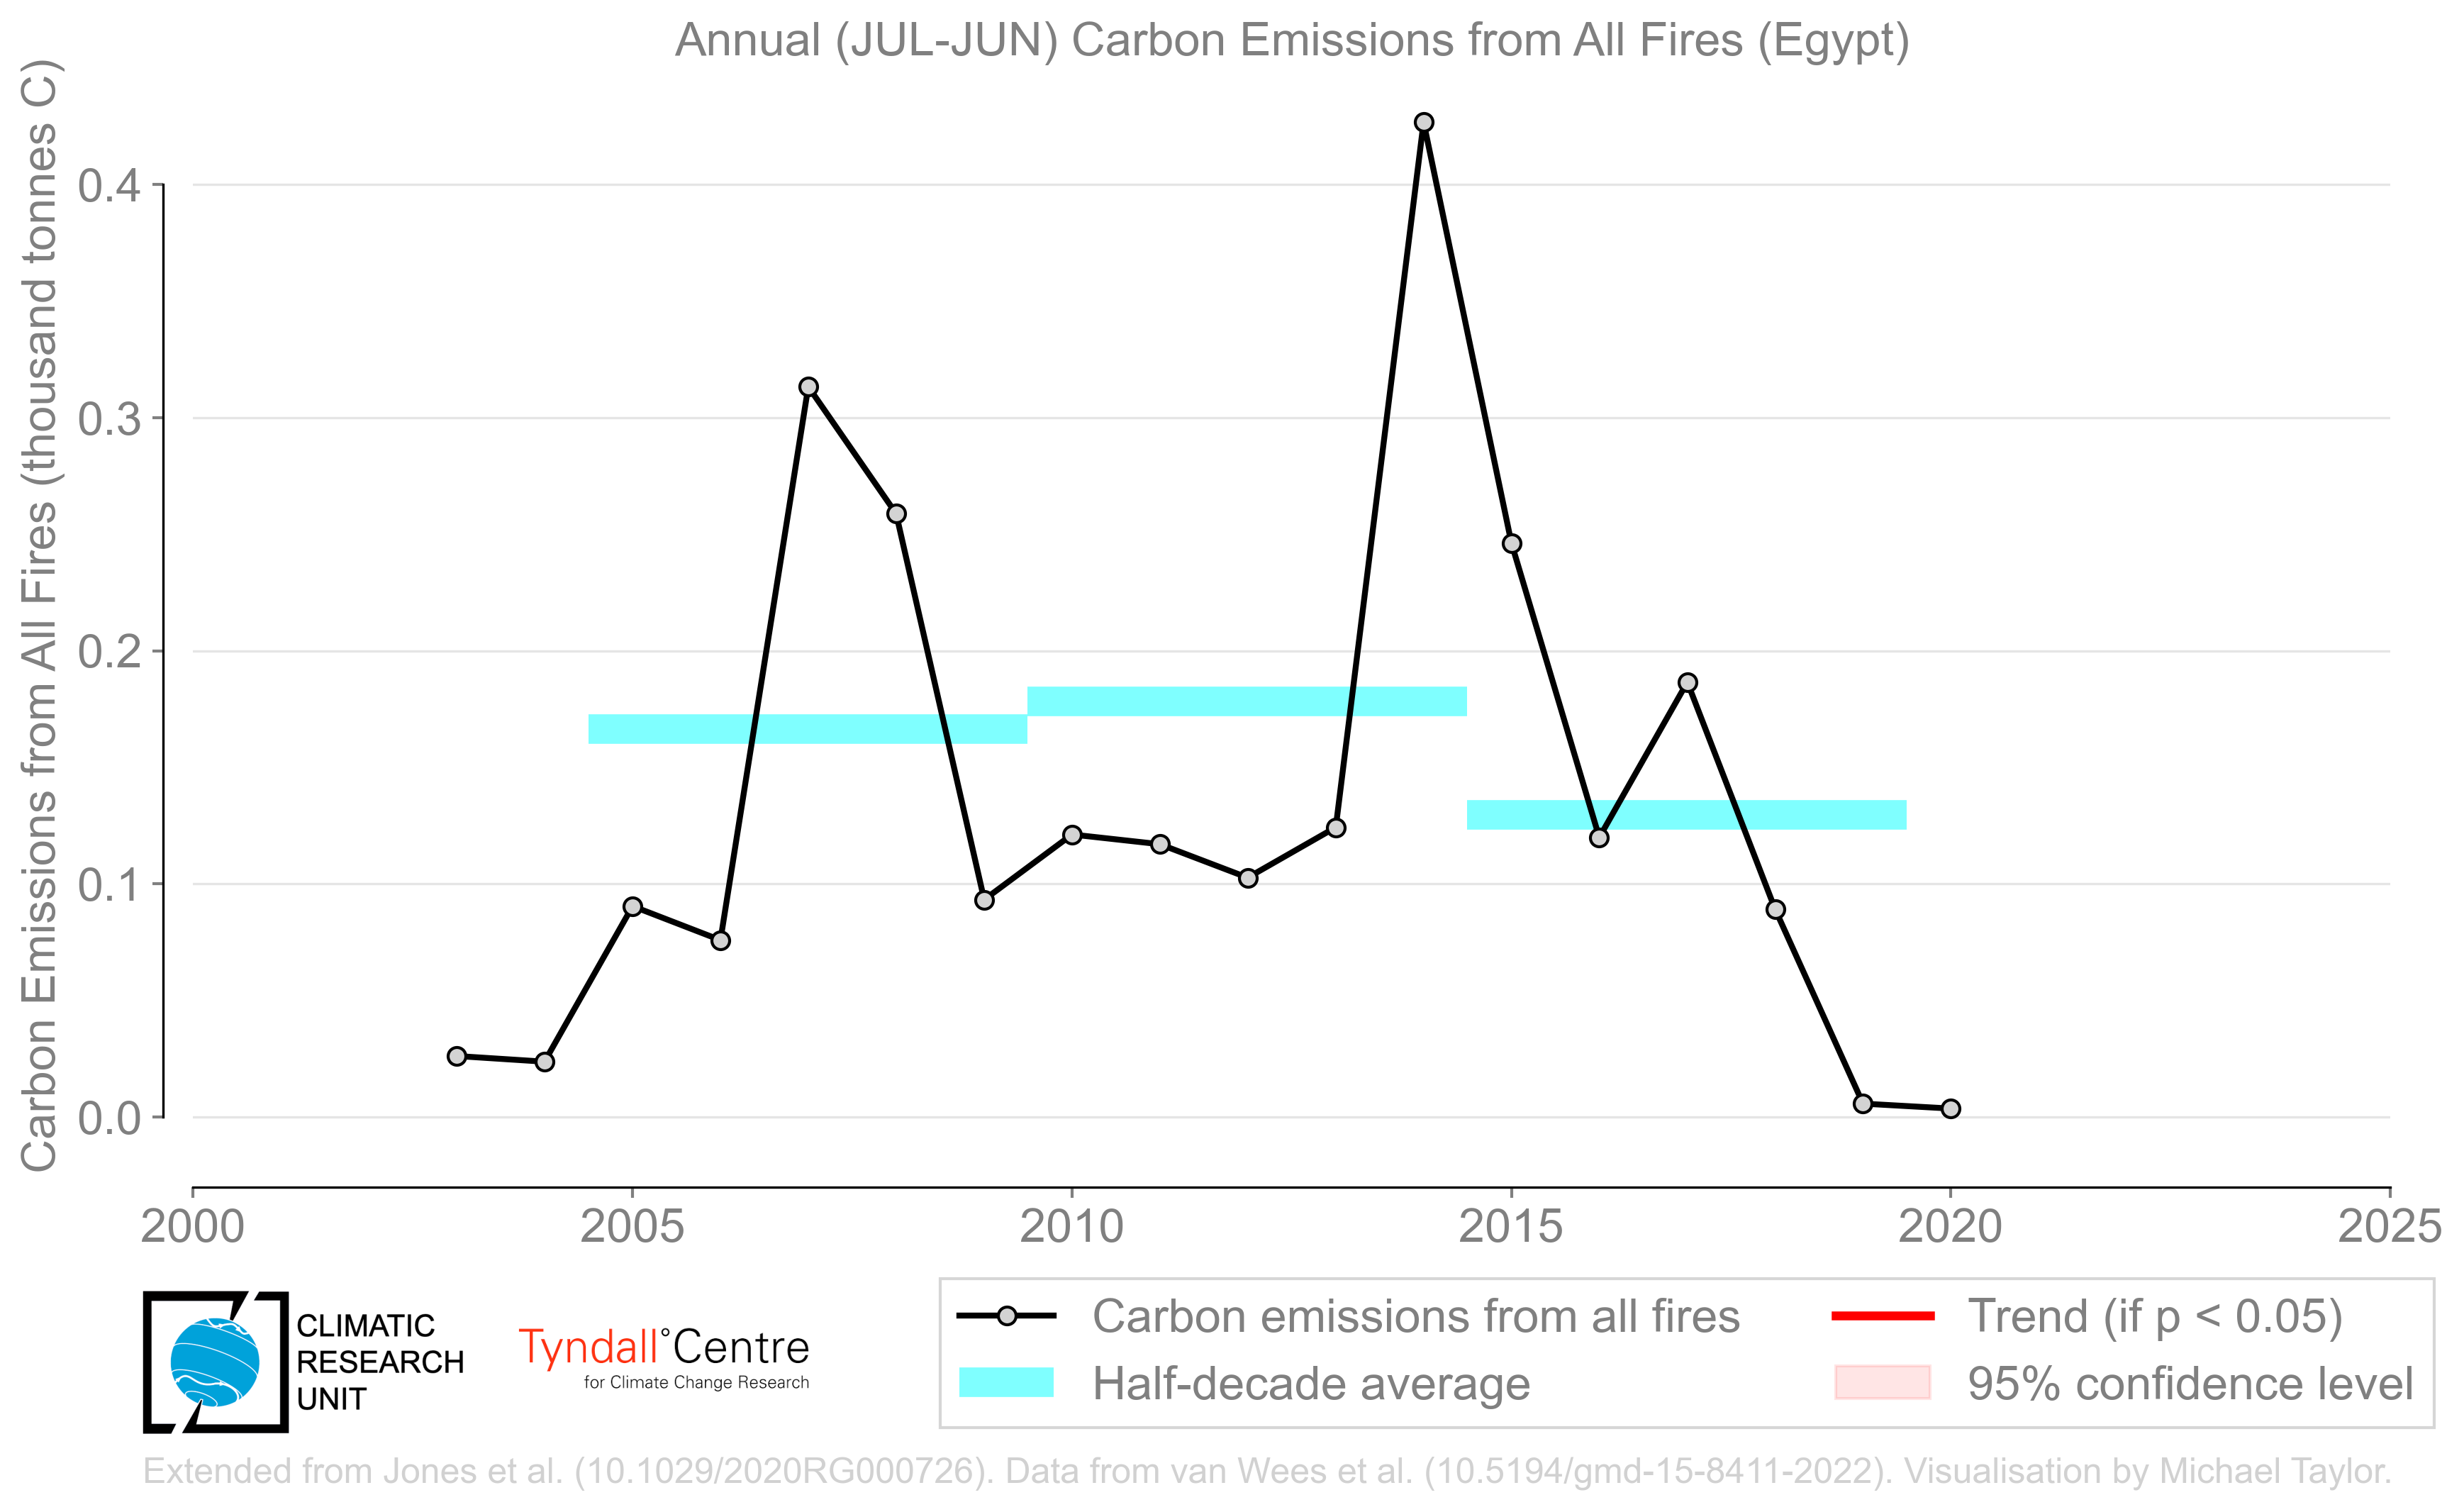 Annual (JUL-JUN) Carbon Emissions from All Fires (Egypt)
Carbon Emissions from All Fires (thousand tonnes C)
0.4
0.3
0.2
0.1
0.0
2000 2005 2010 2015 2020 2025
CLIMATIC
RESEARCH
UNIT
Tyndall°Centre
for Climate Change Research
Carbon emissions from all fires
Half-decade average
Trend (if p < 0.05)
95% confidence level
Extended from Jones et al. (10.1029/2020RG000726). Data from van Wees et al. (10.5194/gmd-15-8411-2022). Visualisation by Michael Taylor.